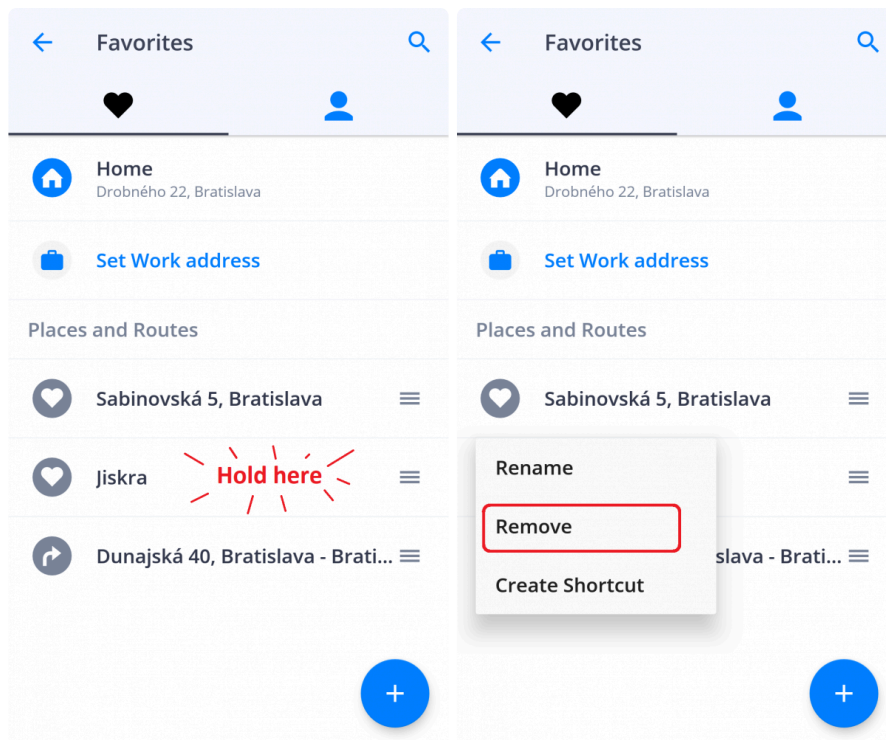 Favorites
Home
Drobného 22, Bratislava
Set Work address
Places and Routes
Sabinovská 5, Bratislava
Jiskra
Hold here
Dunajská 40, Bratislava - Brati...
Favorites
Home
Drobného 22, Bratislava
Set Work address
Places and Routes
Sabinovská 5, Bratislava
Rename
Remove
slava - Brati...
Create Shortcut